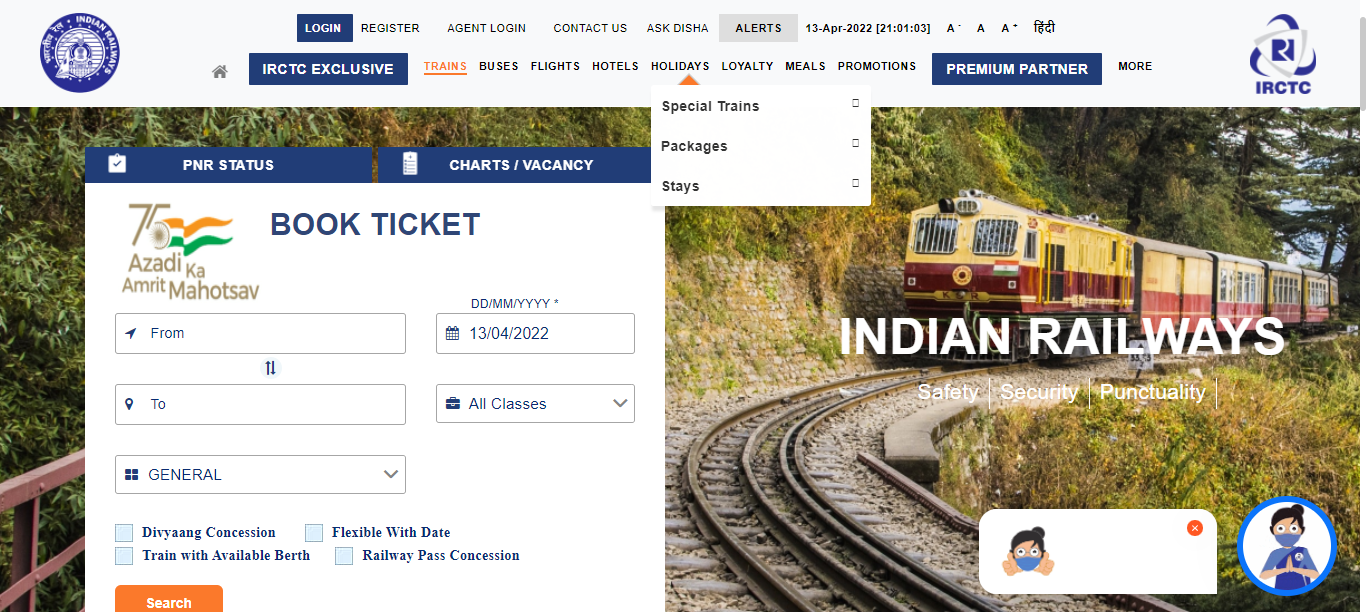 LOGIN REGISTER AGENT LOGIN CONTACT US ASK DISHA ALERTS 13-Apr-2022 [21:01:03] A- A A+ हिंदी
INDIAN RAILWAYS
भारतीय रेल
IRCTC EXCLUSIVE TRAINS BUSES FLIGHTS HOTELS HOLIDAYS LOYALTY MEALS PROMOTIONS PREMIUM PARTNER MORE
IRCTC
Special Trains
Packages
Stays
PNR STATUS CHARTS / VACANCY
75
Azadi Ka
Amrit Mahotsav
BOOK TICKET
DD/MM/YYYY *
From 13/04/2022
To All Classes
GENERAL
Divyaang Concession Flexible With Date
Train with Available Berth Railway Pass Concession
Search
INDIAN RAILWAYS
Safety Security Punctuality